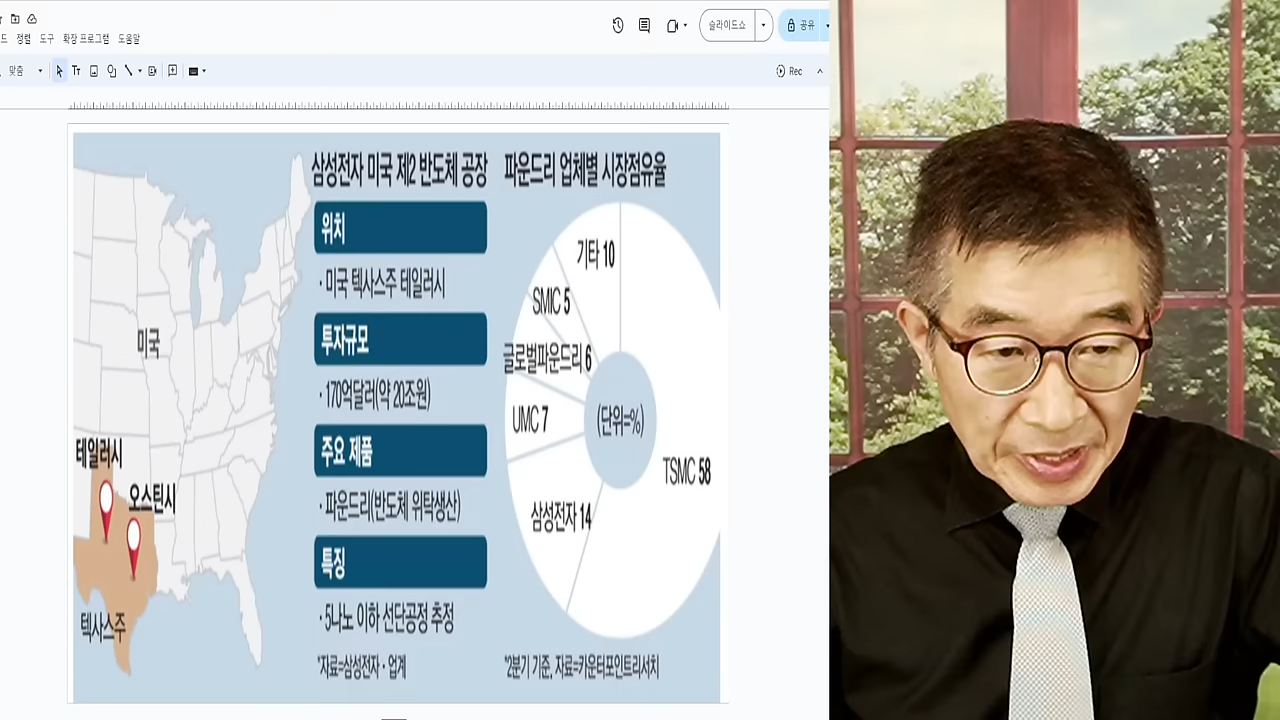 정렬 도구 확장 프로그램 도움말
슬라이드쇼
공유
맞춤
Rec
삼성전자 미국 제2 반도체 공장
위치
· 미국 텍사스주 테일러시
투자규모
· 170억달러(약 20조원)
주요 제품
· 파운드리(반도체 위탁생산)
특징
· 5나노 이하 선단공정 추정
*자료=삼성전자 · 업계
미국
테일러시
오스틴시
텍사스주
파운드리 업체별 시장점유율
기타 10
SMIC 5
글로벌파운드리 6
UMC 7
(단위=%)
TSMC 58
삼성전자 14
*2분기 기준, 자료=카운터포인트리서치